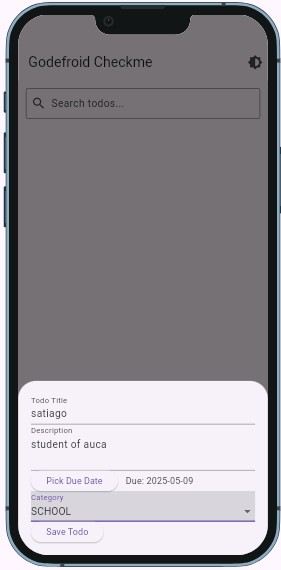 Godefroid Checkme
Search todos...
Todo Title
satiago
Description
student of auca
Pick Due Date
Due: 2025-05-09
Category
SCHOOL
Save Todo